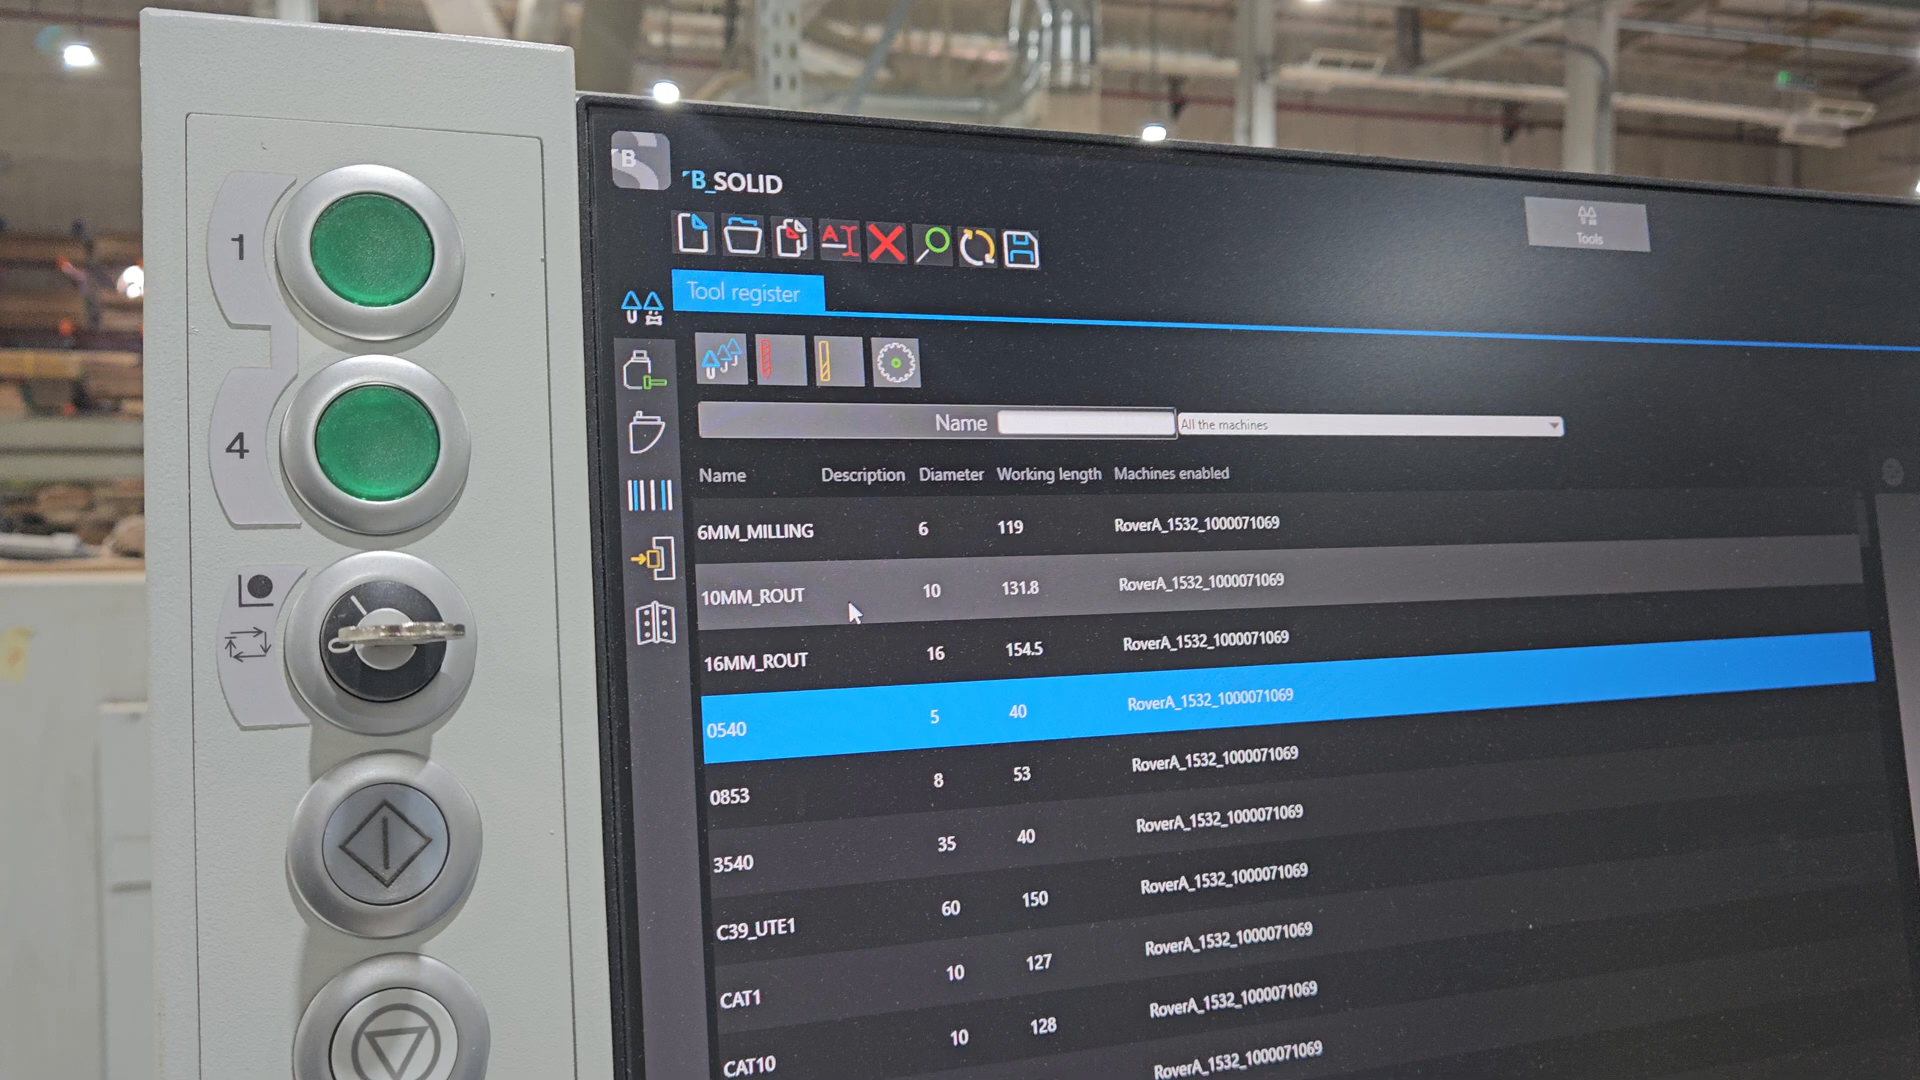 1
4
B_SOLID
Tools
Tool register
Name
All the machines
Name Description Diameter Working length Machines enabled
6MM_MILLING 6 119 RoverA_1532_1000071069
10MM_ROUT 10 131.8 RoverA_1532_1000071069
16MM_ROUT 16 154.5 RoverA_1532_1000071069
0540 5 40 RoverA_1532_1000071069
0853 8 53 RoverA_1532_1000071069
3540 35 40 RoverA_1532_1000071069
C39_UTE1 60 150 RoverA_1532_1000071069
CAT1 10 127 RoverA_1532_1000071069
CAT10 10 128 RoverA_1532_1000071069
RoverA_1532_1000071069